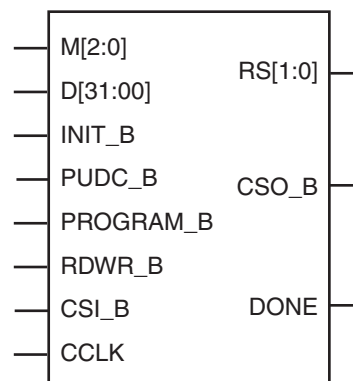 M[2:0]
D[31:00]
INIT_B
PUDC_B
PROGRAM_B
RDWR_B
CSI_B
CCLK
RS[1:0]
CSO_B
DONE